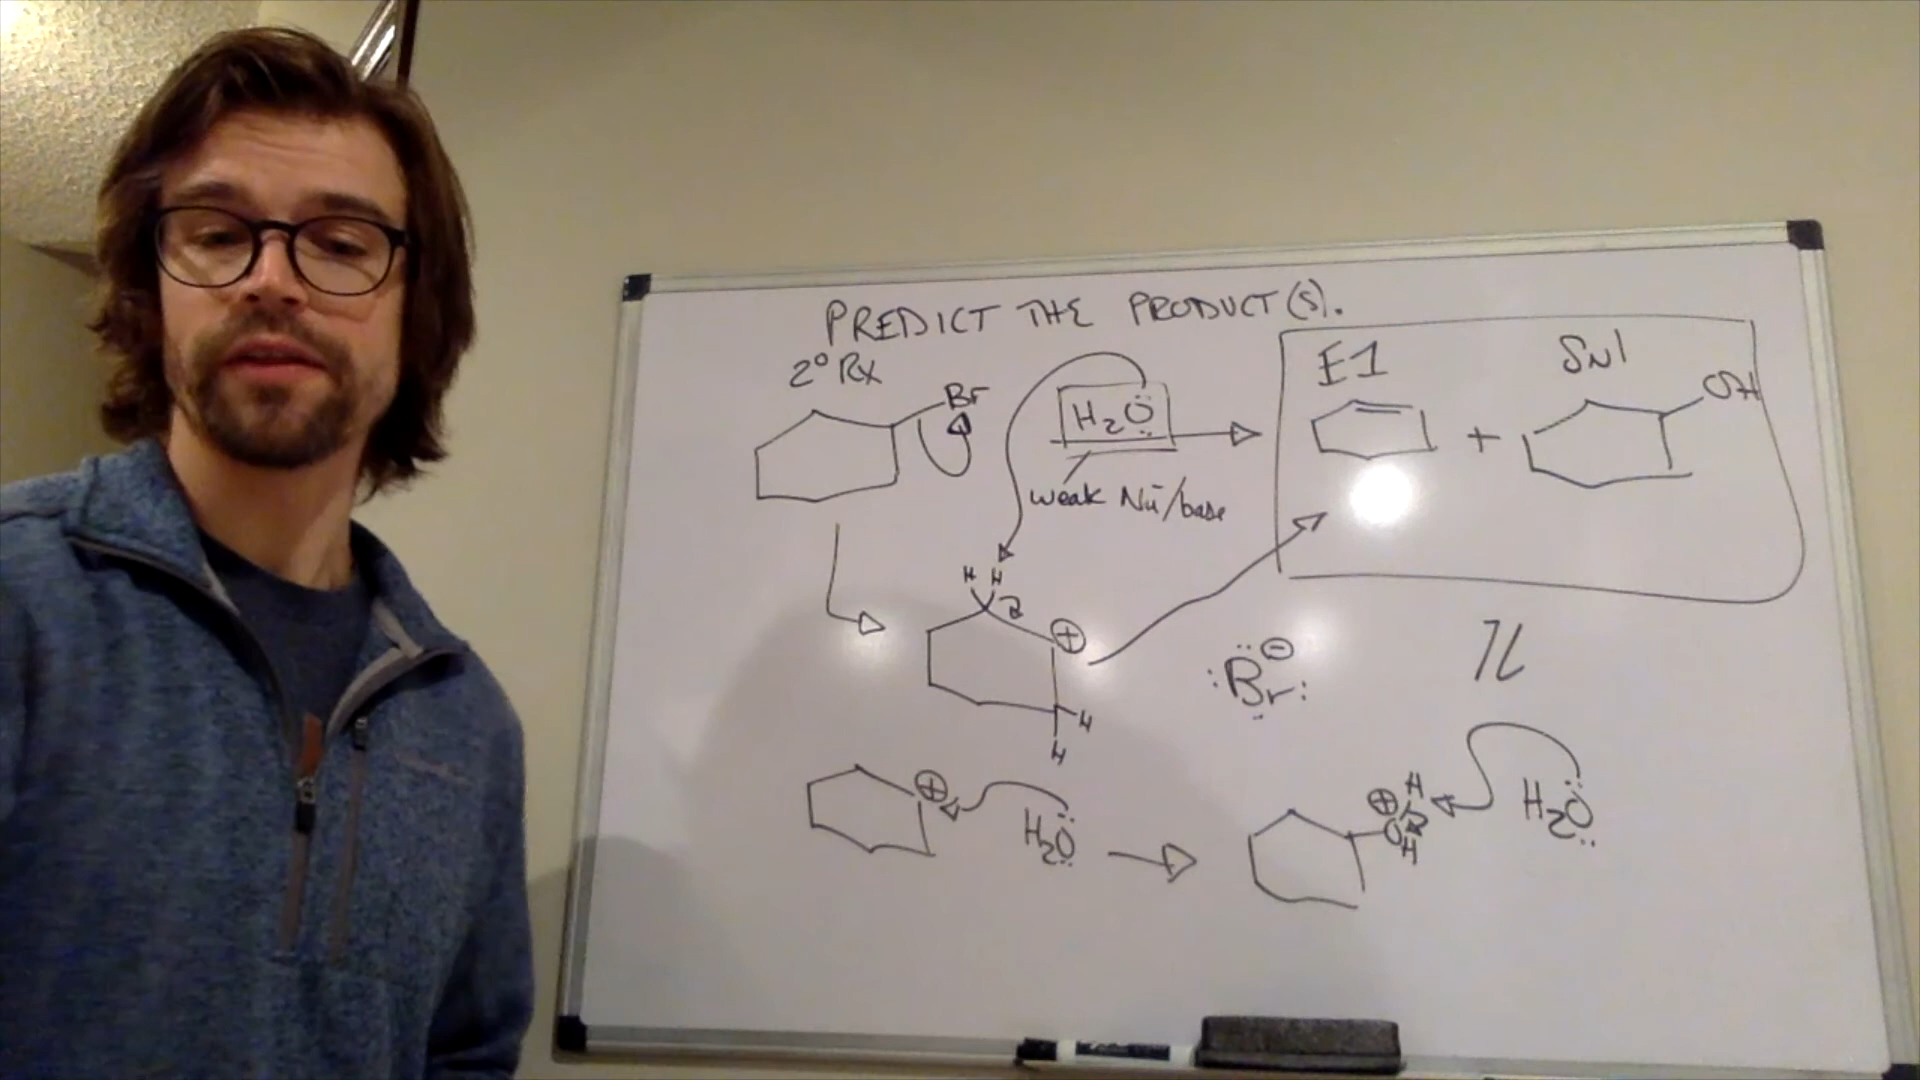 PREDICT THE PRODUCT(S).
2° RX
Br
H2O
weak Nu/base
E1
SN1
+
OH
H H
⊕
H
H
Br ⊖
⊕
H2O
⊕ H
O
H
H2O